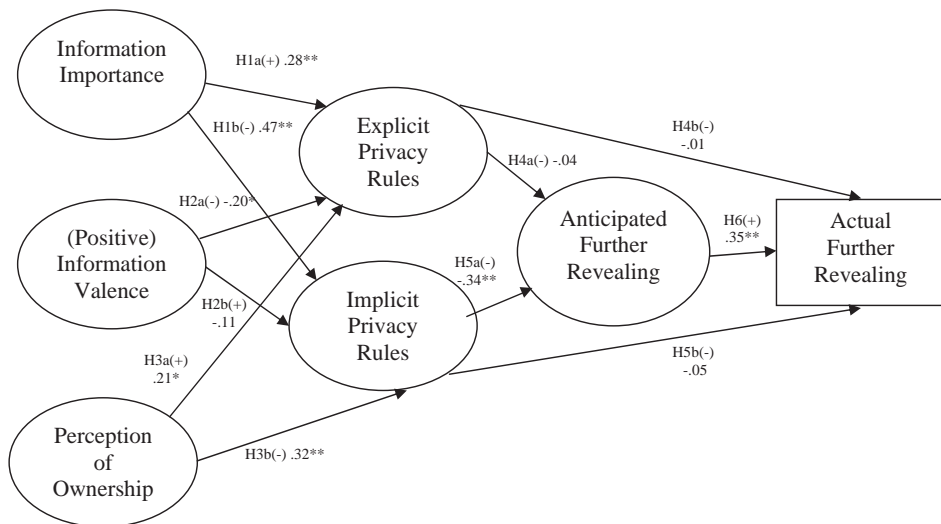 Information
Importance
H1a(+) .28**
H1b(-) .47**
Explicit
Privacy
Rules
H4b(-)
-.01
H4a(-) -.04
H2a(-) -.20*
(Positive)
Information
Valence
Anticipated
Further
Revealing
H6(+)
.35**
Actual
Further
Revealing
H5a(-)
-.34**
H2b(+)
-.11
Implicit
Privacy
Rules
H3a(+)
.21*
H5b(-)
-.05
Perception
of
Ownership
H3b(-) .32**